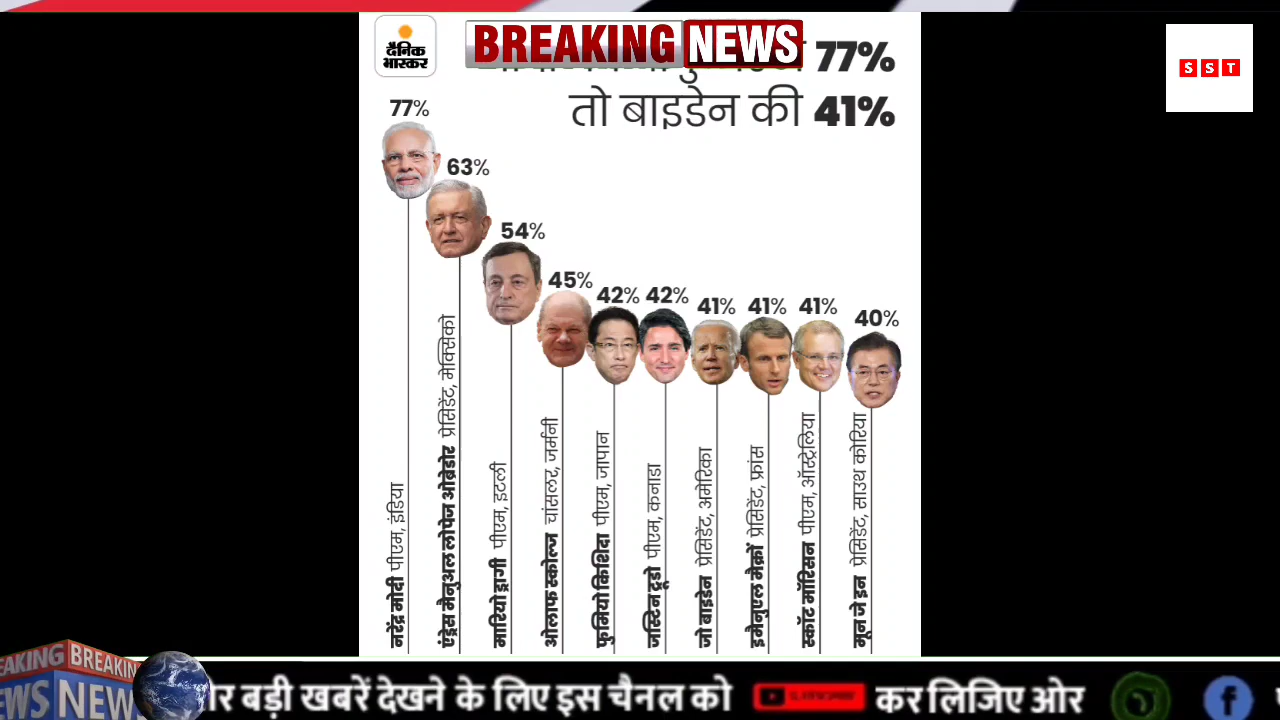 दैनिक
भास्कर
BREAKING NEWS
77%
तो बाइडेन की 41%
SST
77%
63%
54%
45%
42%
42%
41%
41%
41%
40%
नरेंद्र मोदी पीएम, इंडिया
एंड्रेस मैनुअल लोपेज ओब्रेडोर प्रेसिडेंट, मेक्सिको
मारियो ड्रागी पीएम, इटली
ओलाफ स्कोल्ज चांसलर, जर्मनी
फुमियो किशिदा पीएम, जापान
जस्टिन ट्रूडो पीएम, कनाडा
जो बाइडेन प्रेसिडेंट, अमेरिका
इमैनुएल मेक्रों प्रेसिडेंट, फ्रांस
स्कॉट मॉरिसन पीएम, ऑस्ट्रेलिया
मून जे इन प्रेसिडेंट, साउथ कोरिया
BREAKING
NEWS NEWS
बड़ी खबरें देखने के लिए इस चैनल को कर लिजिए ओर